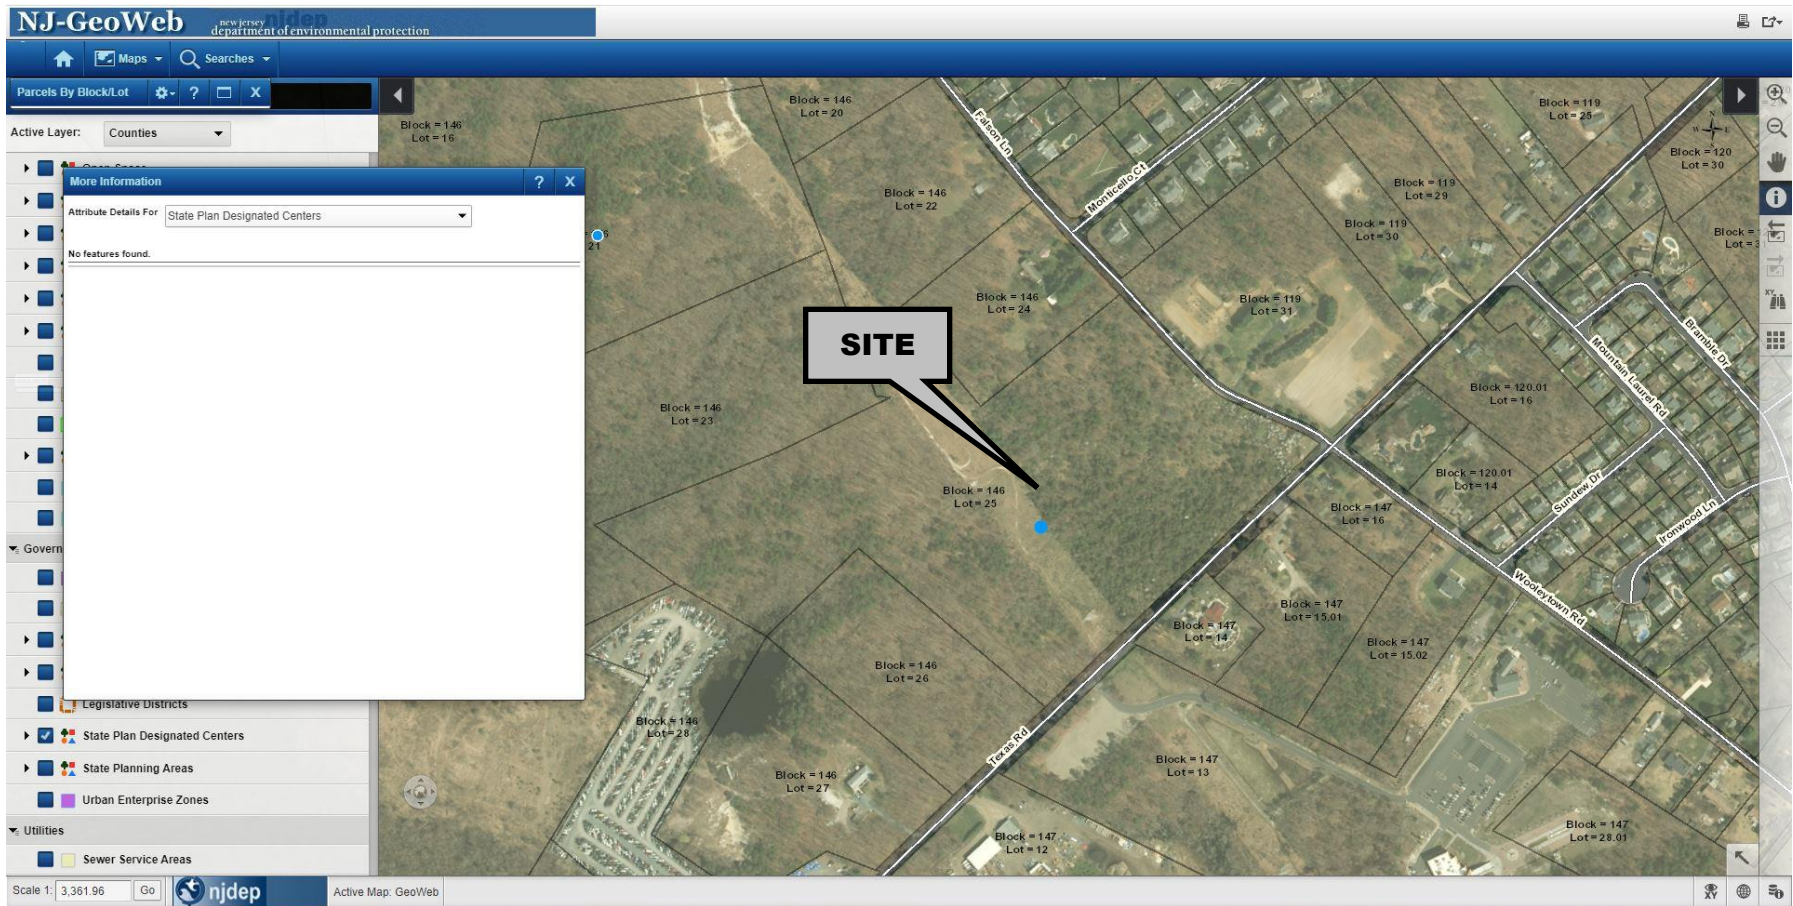 NJ-GeoWeb
new jersey njdep
department of environmental protection
Maps
Searches
Parcels By Block/Lot
?
X
Active Layer:
Counties
Open Space
More Information
?
X
Attribute Details For
State Plan Designated Centers
No features found.
Govern
Legislative Districts
State Plan Designated Centers
State Planning Areas
Urban Enterprise Zones
Utilities
Sewer Service Areas
Scale 1:
3,361.96
Go
njdep
Active Map: GeoWeb
Block = 146
Lot = 16
Block = 146
Lot = 20
Falson Ln
Monticello Ct
Block = 119
Lot = 25
Block = 120
Lot = 30
N
W
E
Block = 146
Lot = 22
Block = 119
Lot = 29
Block = 119
Lot = 30
Block =
Lot = 3
= 6
21
Block = 146
Lot = 24
Block = 119
Lot = 31
SITE
Bramble Dr
Mountain Laurel Rd
Block = 120.01
Lot = 16
Block = 146
Lot = 23
Block = 120.01
Lot = 14
Sundew Dr
Ironwood Ln
Block = 146
Lot = 25
Block = 147
Lot = 16
Wooleytown Rd
Block = 147
Lot = 15.01
Block = 147
Lot = 14
Block = 147
Lot = 15.02
Block = 146
Lot = 26
Block = 146
Lot = 28
Texas Rd
Block = 147
Lot = 13
Block = 146
Lot = 27
Block = 147
Lot = 12
Block = 147
Lot = 28.01
XY
XY